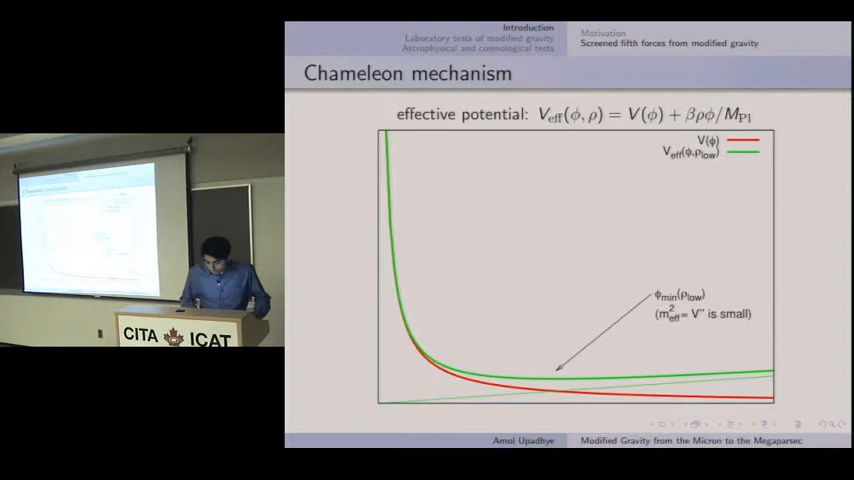 Introduction
Laboratory tests of modified gravity
Astrophysical and cosmological tests
Motivation
Screened fifth forces from modified gravity
Chameleon mechanism
effective potential: V_eff(ϕ, ρ) = V(ϕ) + βρϕ/M_Pl
V(ϕ)
V_eff(ϕ,ρ_low)
ϕ_min(ρ_low)
(m²_eff = V'' is small)
CITA ICAT
Amol Upadhye
Modified Gravity from the Micron to the Megaparsec